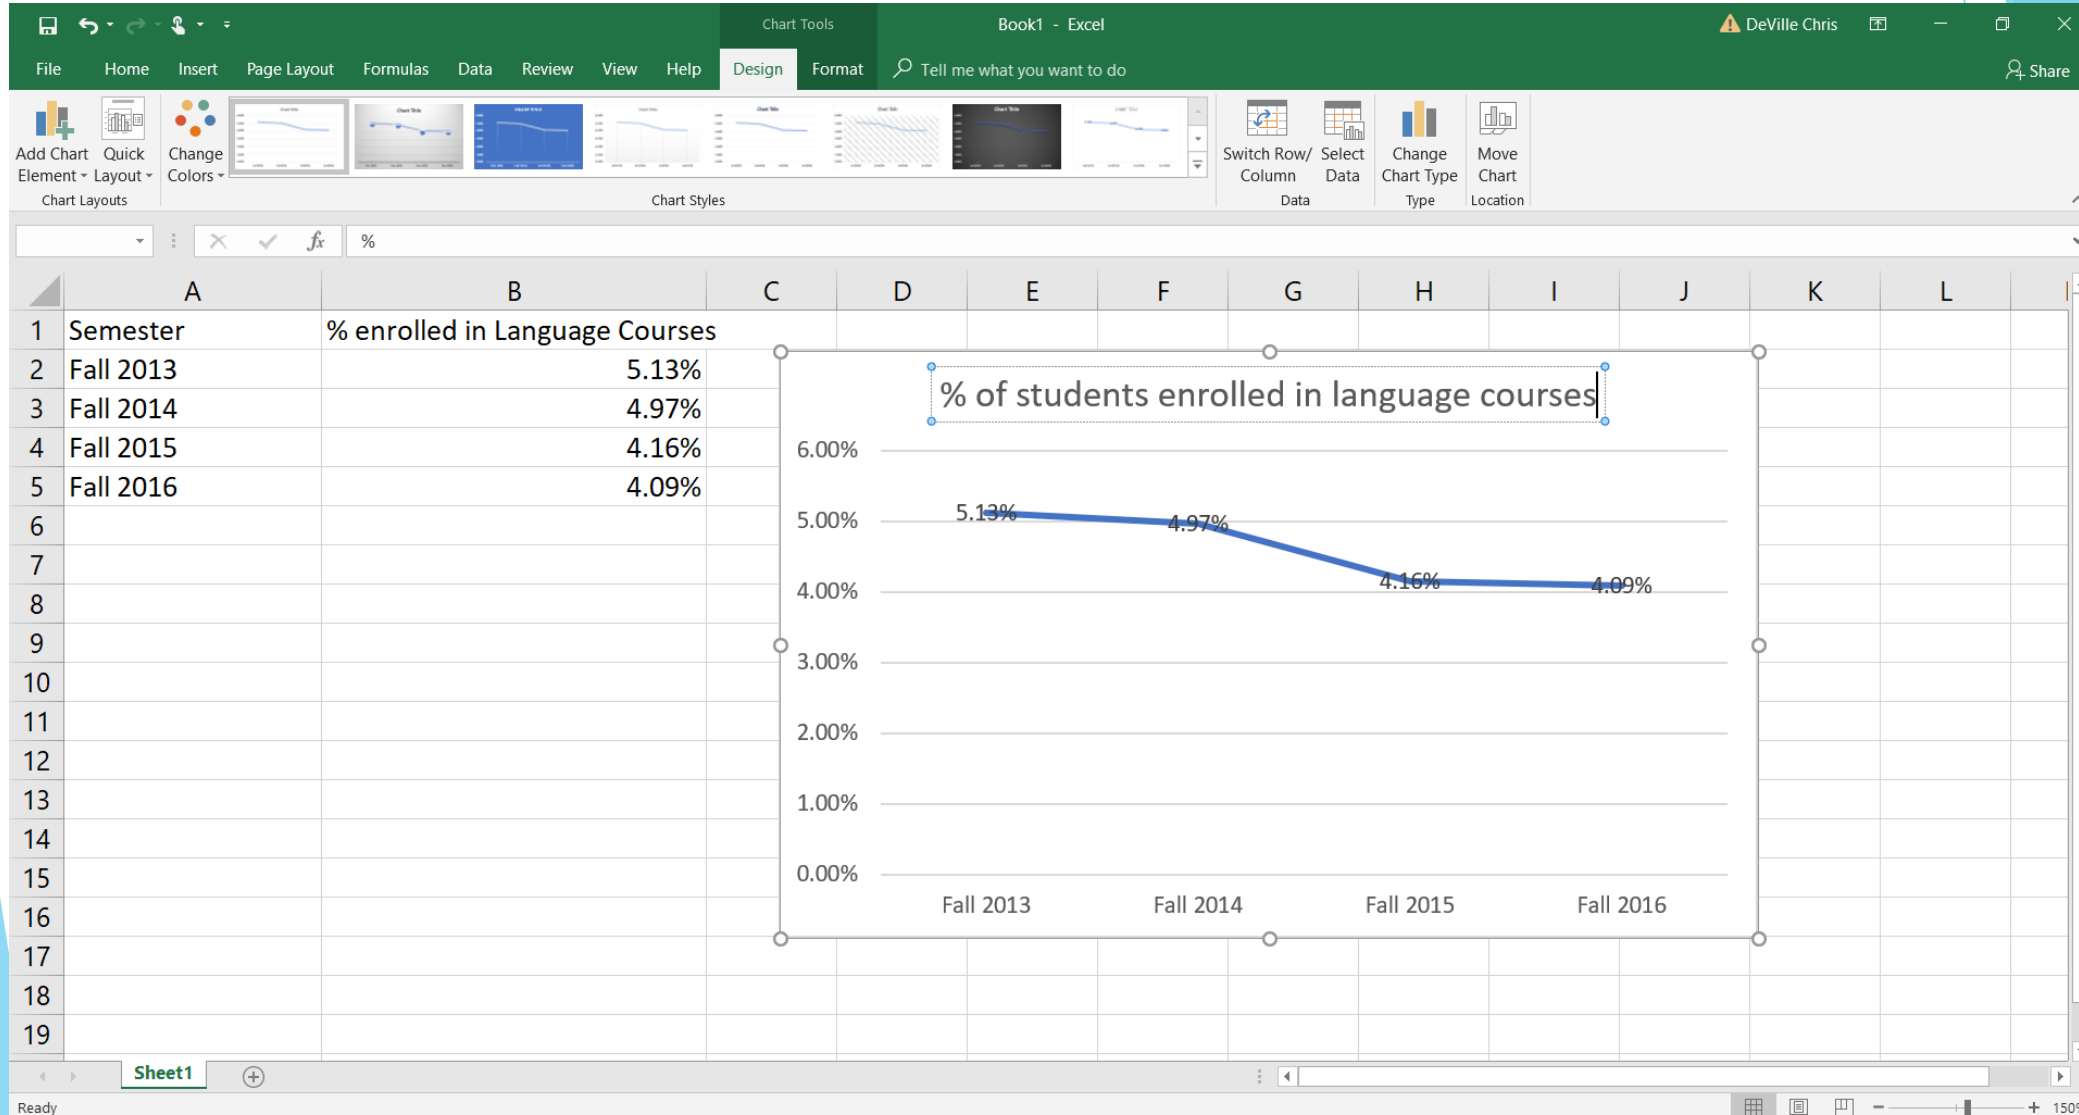 Chart Tools
Book1 - Excel
DeVille Chris
File Home Insert Page Layout Formulas Data Review View Help Design Format Tell me what you want to do Share
Add Chart Element
Quick Layout
Change Colors
Switch Row/ Column
Select Data
Change Chart Type
Move Chart
Chart Layouts Chart Styles Data Type Location
fx %
A B C D E F G H I J K L
1 Semester % enrolled in Language Courses
2 Fall 2013 5.13%
3 Fall 2014 4.97%
4 Fall 2015 4.16%
5 Fall 2016 4.09%
6
7
8
9
10
11
12
13
14
15
16
17
18
19
% of students enrolled in language courses
6.00%
5.00%
4.00%
3.00%
2.00%
1.00%
0.00%
5.13% 4.97% 4.16% 4.09%
Fall 2013 Fall 2014 Fall 2015 Fall 2016
Sheet1
Ready